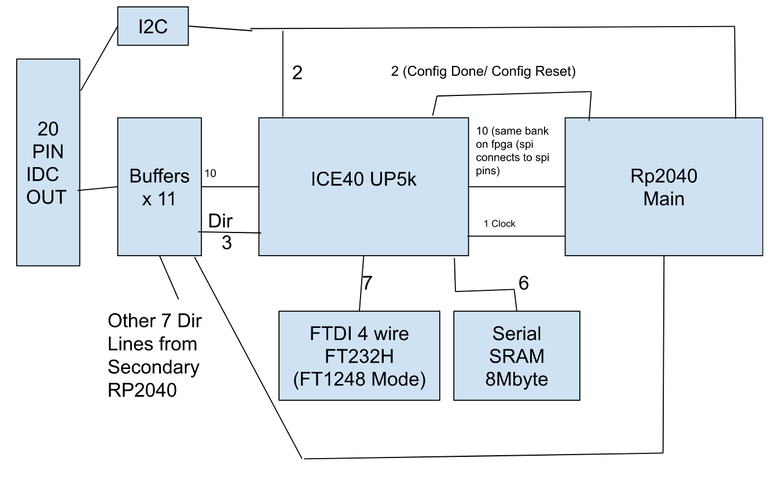 I2C
2
2 (Config Done/ Config Reset)
20
PIN
IDC
OUT
Buffers
x 11
10
Dir
3
ICE40 UP5k
10 (same bank
on fpga (spi
connects to spi
pins)
1 Clock
Rp2040
Main
7
6
Other 7 Dir
Lines from
Secondary
RP2040
FTDI 4 wire
FT232H
(FT1248 Mode)
Serial
SRAM
8Mbyte